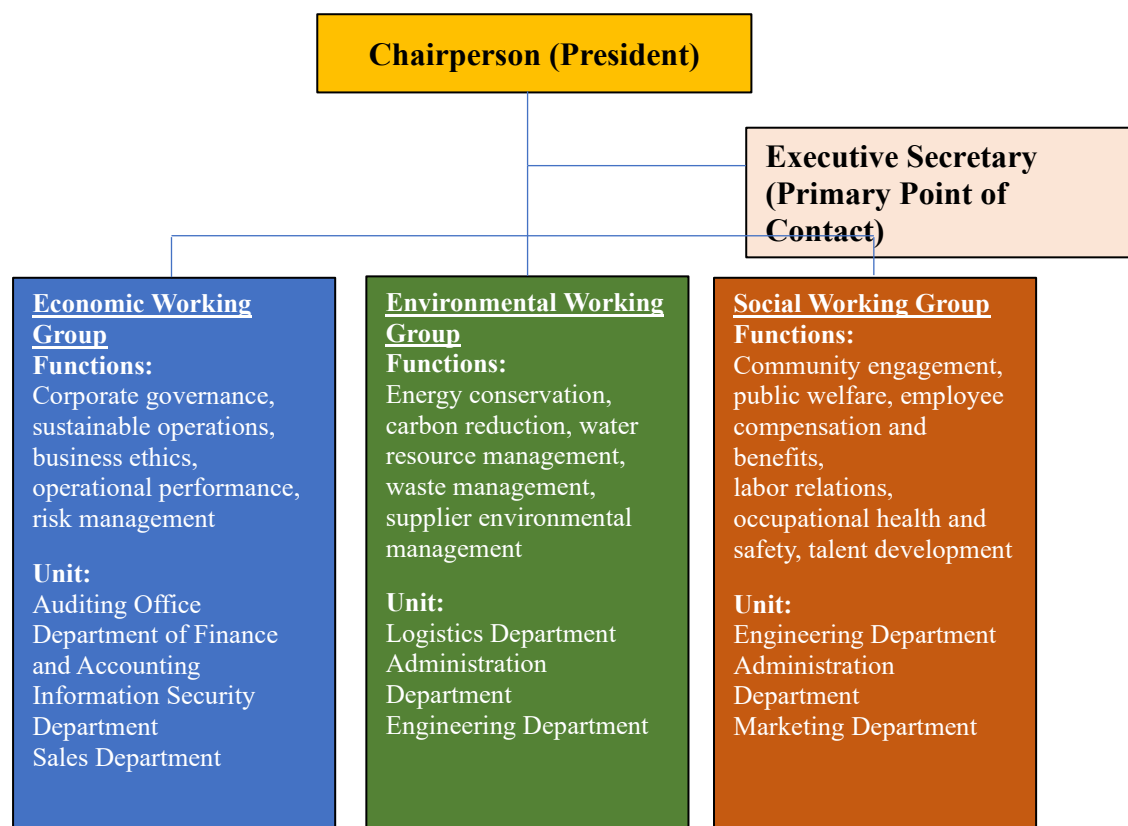 Chairperson (President)
Executive Secretary
(Primary Point of
Contact)
Economic Working
Group
Functions:
Corporate governance,
sustainable operations,
business ethics,
operational performance,
risk management
Unit:
Auditing Office
Department of Finance
and Accounting
Information Security
Department
Sales Department
Environmental Working
Group
Functions:
Energy conservation,
carbon reduction, water
resource management,
waste management,
supplier environmental
management
Unit:
Logistics Department
Administration
Department
Engineering Department
Social Working Group
Functions:
Community engagement,
public welfare, employee
compensation and
benefits,
labor relations,
occupational health and
safety, talent development
Unit:
Engineering Department
Administration
Department
Marketing Department